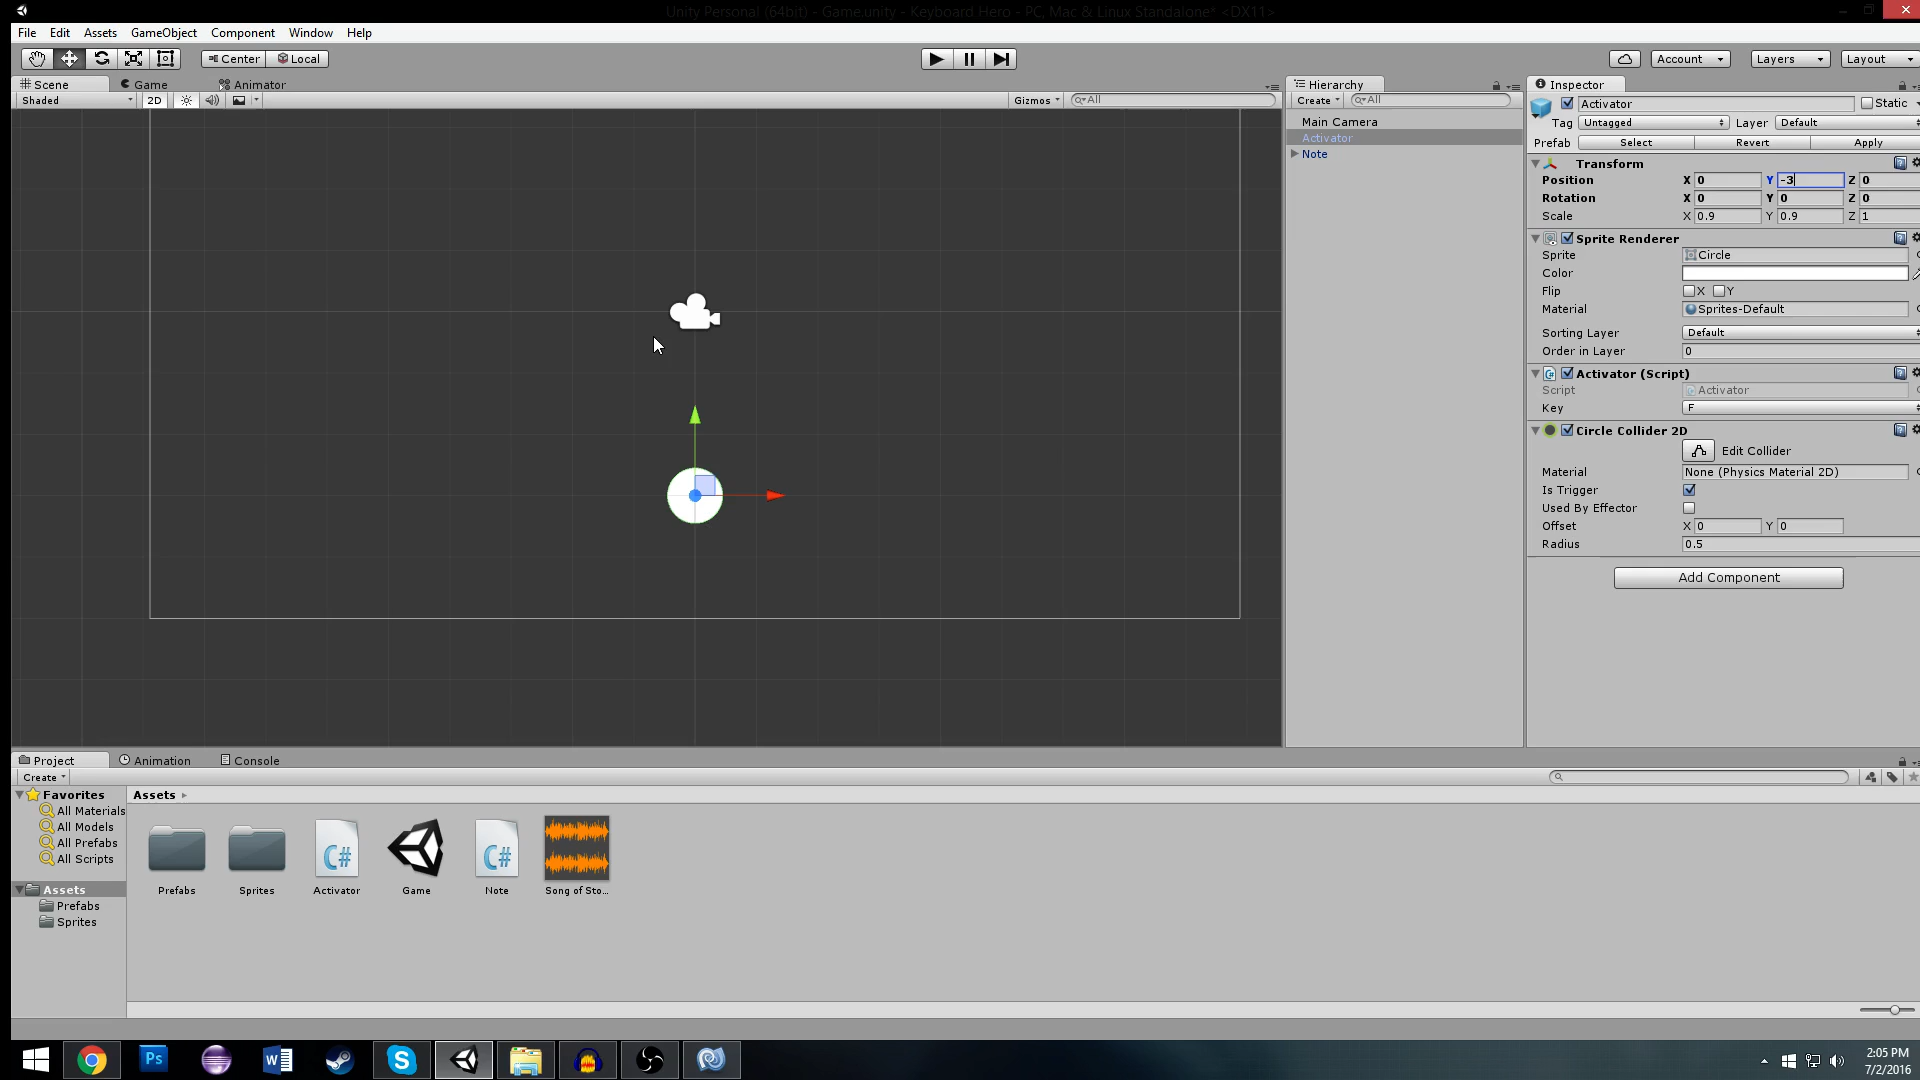 Unity Personal (64bit) - Game.unity - Keyboard Hero - PC, Mac & Linux Standalone* <DX11>
File Edit Assets GameObject Component Window Help
Center Local
Account Layers Layout
Scene Game Animator
Shaded 2D Gizmos All
Hierarchy
Create All
Main Camera
Activator
Note
Inspector
Activator Static
Tag Untagged Layer Default
Prefab Select Revert Apply
Transform
Position X 0 Y -3 Z 0
Rotation X 0 Y 0 Z 0
Scale X 0.9 Y 0.9 Z 1
Sprite Renderer
Sprite Circle
Color
Flip X Y
Material Sprites-Default
Sorting Layer Default
Order in Layer 0
Activator (Script)
Script Activator
Key F
Circle Collider 2D
Edit Collider
Material None (Physics Material 2D)
Is Trigger
Used By Effector
Offset X 0 Y 0
Radius 0.5
Add Component
Project Animation Console
Create
Favorites
All Materials
All Models
All Prefabs
All Scripts
Assets
Prefabs
Sprites
Assets
C# C#
Prefabs Sprites Activator Game Note Song of Sto...
Ps
2:05 PM
7/2/2016